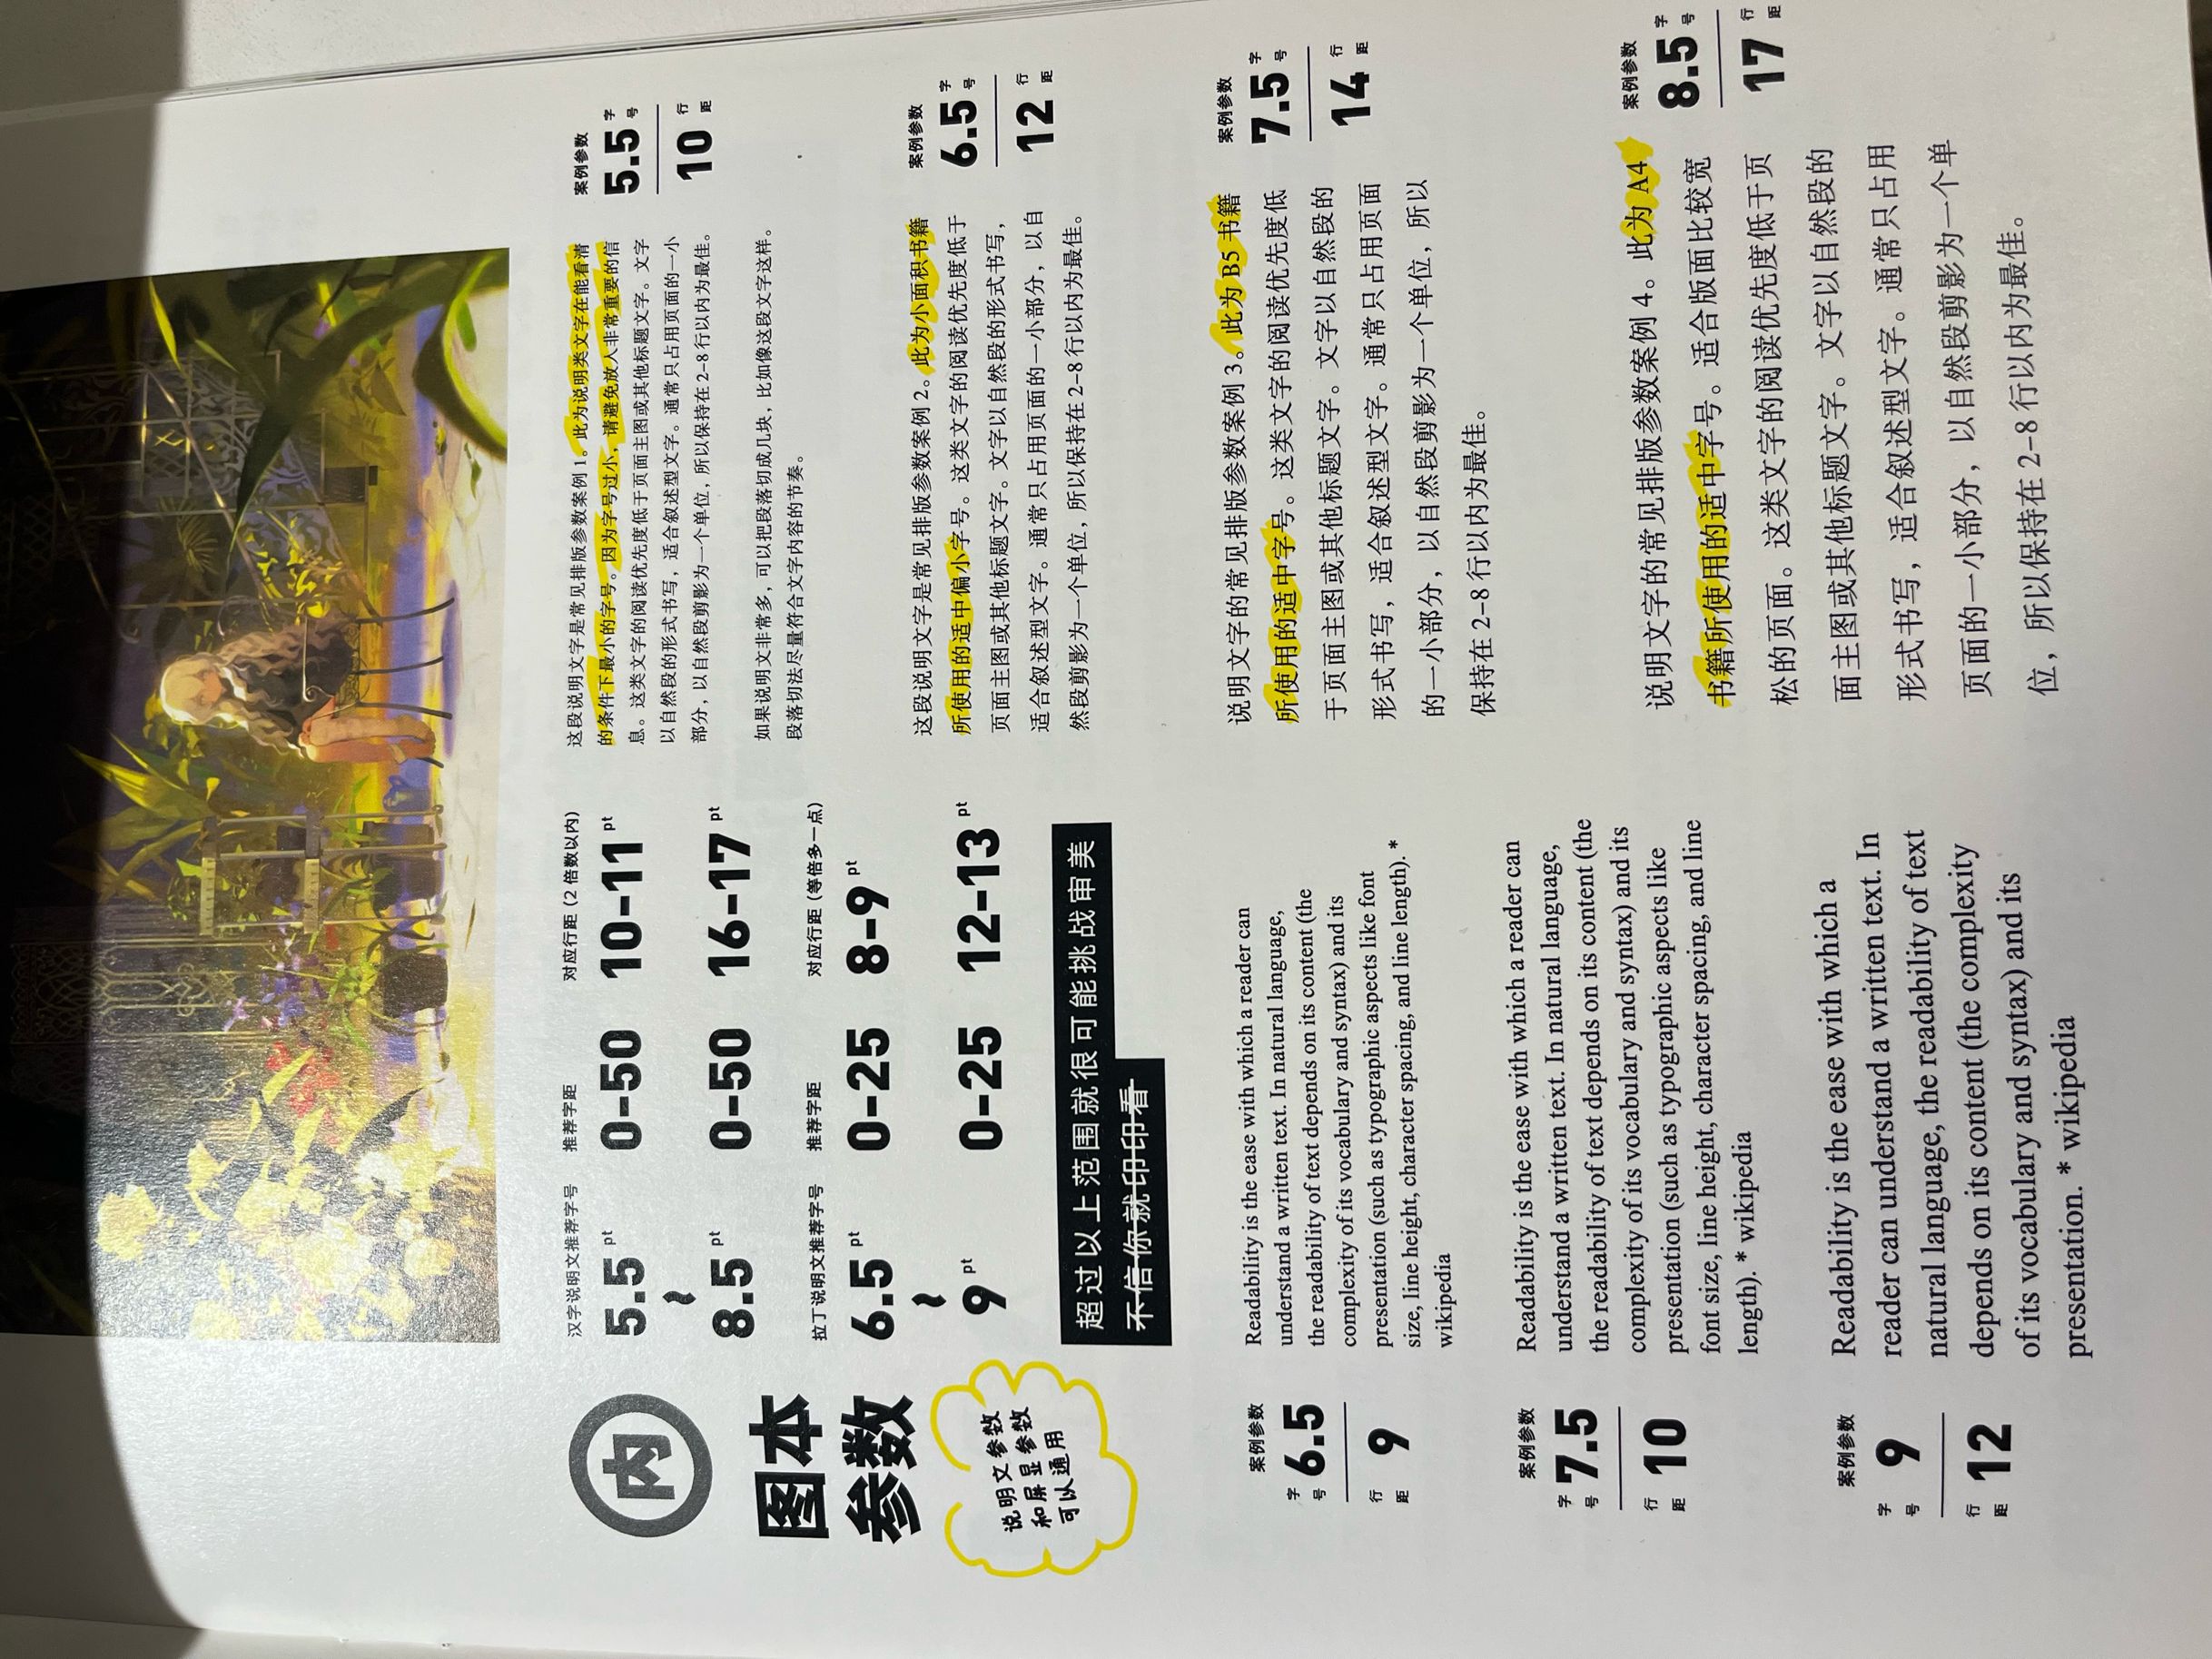 内
图本
参数
说明文参数
和屏显参数
可以通用
汉字说明文推荐字号 推荐字距 对应行距（2 倍数以内）
5.5 pt 0-50 10-11 pt
~
8.5 pt 0-50 16-17 pt
拉丁说明文推荐字号 推荐字距 对应行距（等倍多一点）
6.5 pt 0-25 8-9 pt
~
9 pt 0-25 12-13 pt
超过以上范围就很可能挑战审美
不信你就印印看
案例参数
字号 6.5
行距 9
Readability is the ease with which a reader can
understand a written text. In natural language,
the readability of text depends on its content (the
complexity of its vocabulary and syntax) and its
presentation (such as typographic aspects like font
size, line height, character spacing, and line length). *
wikipedia
案例参数
字号 7.5
行距 10
Readability is the ease with which a reader can
understand a written text. In natural language,
the readability of text depends on its content (the
complexity of its vocabulary and syntax) and its
presentation (such as typographic aspects like
font size, line height, character spacing, and line
length). * wikipedia
案例参数
字号 9
行距 12
Readability is the ease with which a
reader can understand a written text. In
natural language, the readability of text
depends on its content (the complexity
of its vocabulary and syntax) and its
presentation. * wikipedia
这段说明文字是常见排版参数案例 1。此为说明类文字在能看清
的条件下最小的字号。因为字号过小，请避免放入非常重要的信
息。这类文字的阅读优先度低于页面主图或其他标题文字。文字
以自然段的形式书写，适合叙述型文字。通常只占用页面的一小
部分，以自然段剪影为一个单位，所以保持在 2-8 行以内为最佳。
如果说明文非常多，可以把段落切成几块，比如像这段文字这样。
段落切法尽量符合文字内容的节奏。
案例参数
5.5 字号
10 行距
这段说明文字是常见排版参数案例 2。此为小面积书籍
所使用的适中偏小字号。这类文字的阅读优先度低于
页面主图或其他标题文字。文字以自然段的形式书写，
适合叙述型文字。通常只占用页面的一小部分，以自
然段剪影为一个单位，所以保持在 2-8 行以内为最佳。
案例参数
6.5 字号
12 行距
说明文字的常见排版参数案例 3。此为 B5 书籍
所使用的适中字号。这类文字的阅读优先度低
于页面主图或其他标题文字。文字以自然段的
形式书写，适合叙述型文字。通常只占用页面
的一小部分，以自然段剪影为一个单位，所以
保持在 2-8 行以内为最佳。
案例参数
7.5 字号
14 行距
说明文字的常见排版参数案例 4。此为 A4
书籍所使用的适中字号。适合版面比较宽
松的页面。这类文字的阅读优先度低于页
面主图或其他标题文字。文字以自然段的
形式书写，适合叙述型文字。通常只占用
页面的一小部分，以自然段剪影为一个单
位，所以保持在 2-8 行以内为最佳。
案例参数
8.5 字号
17 行距